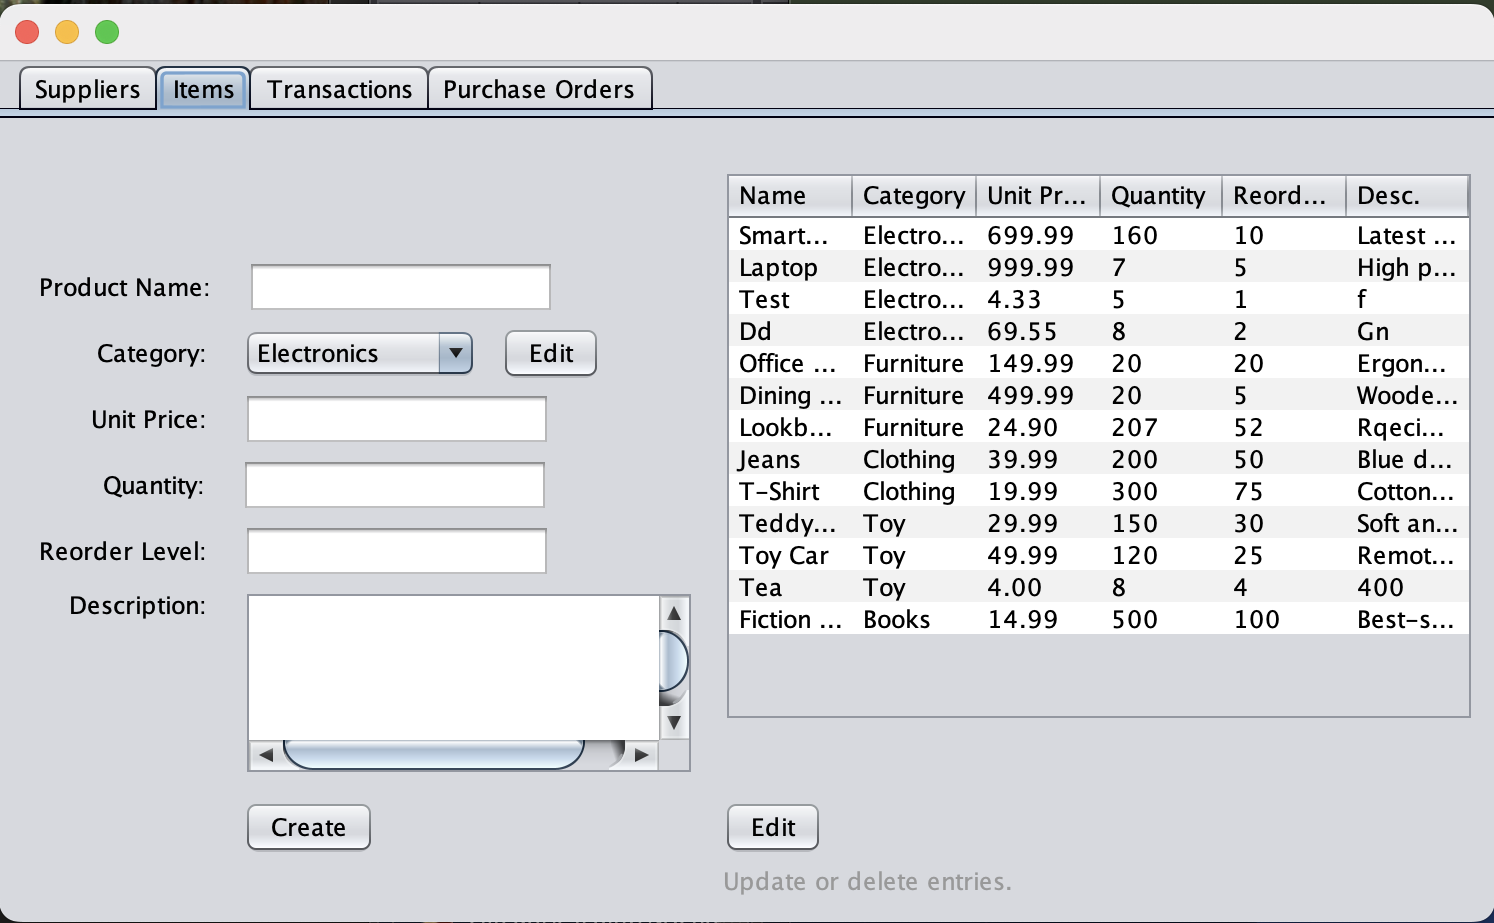 Suppliers Items Transactions Purchase Orders
Product Name:
Category: Electronics Edit
Unit Price:
Quantity:
Reorder Level:
Description:
Create
Name Category Unit Pr... Quantity Reord... Desc.
Smart... Electro... 699.99 160 10 Latest ...
Laptop Electro... 999.99 7 5 High p...
Test Electro... 4.33 5 1 f
Dd Electro... 69.55 8 2 Gn
Office ... Furniture 149.99 20 20 Ergon...
Dining ... Furniture 499.99 20 5 Woode...
Lookb... Furniture 24.90 207 52 Rqeci...
Jeans Clothing 39.99 200 50 Blue d...
T-Shirt Clothing 19.99 300 75 Cotton...
Teddy... Toy 29.99 150 30 Soft an...
Toy Car Toy 49.99 120 25 Remot...
Tea Toy 4.00 8 4 400
Fiction ... Books 14.99 500 100 Best-s...
Edit
Update or delete entries.